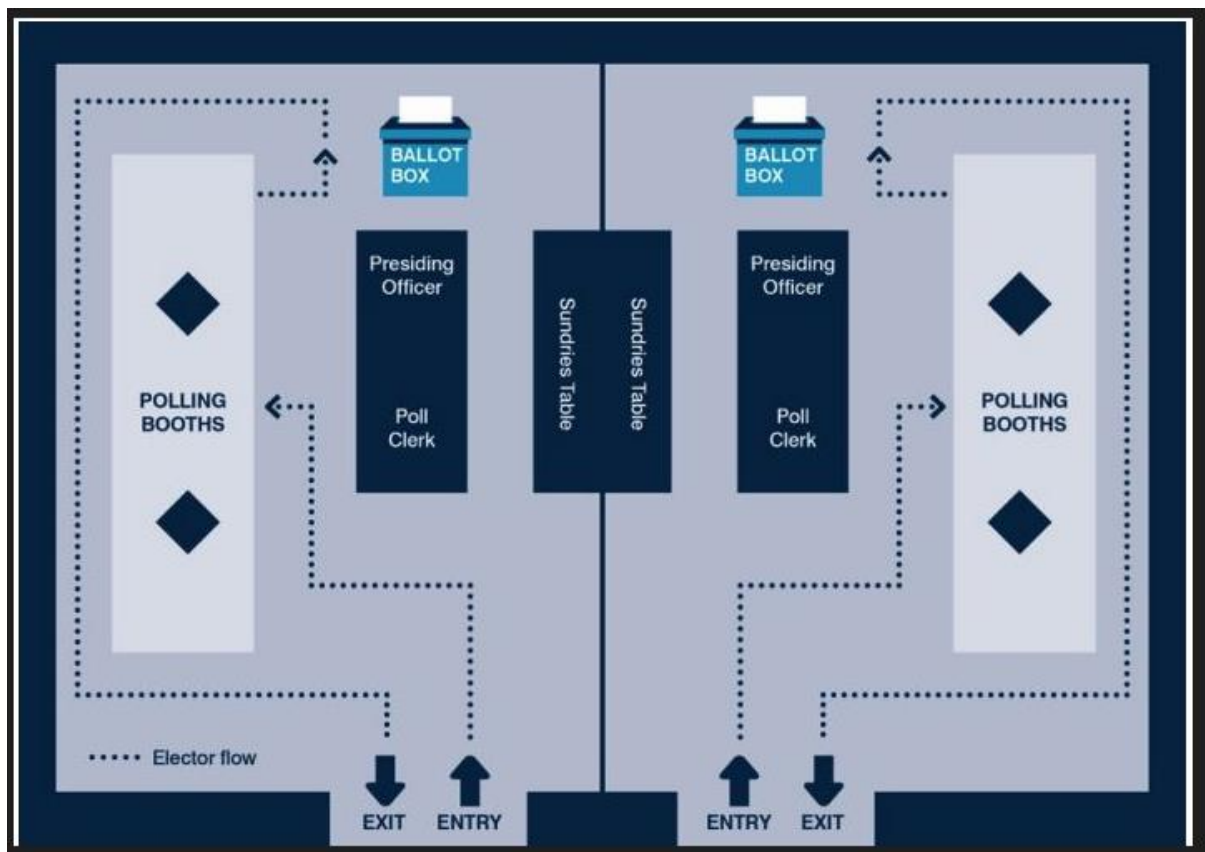 BALLOT
BOX
BALLOT
BOX
Presiding
Officer
Poll
Clerk
Sundries Table
Sundries Table
Presiding
Officer
Poll
Clerk
POLLING
BOOTHS
POLLING
BOOTHS
Elector flow
EXIT ENTRY
ENTRY EXIT